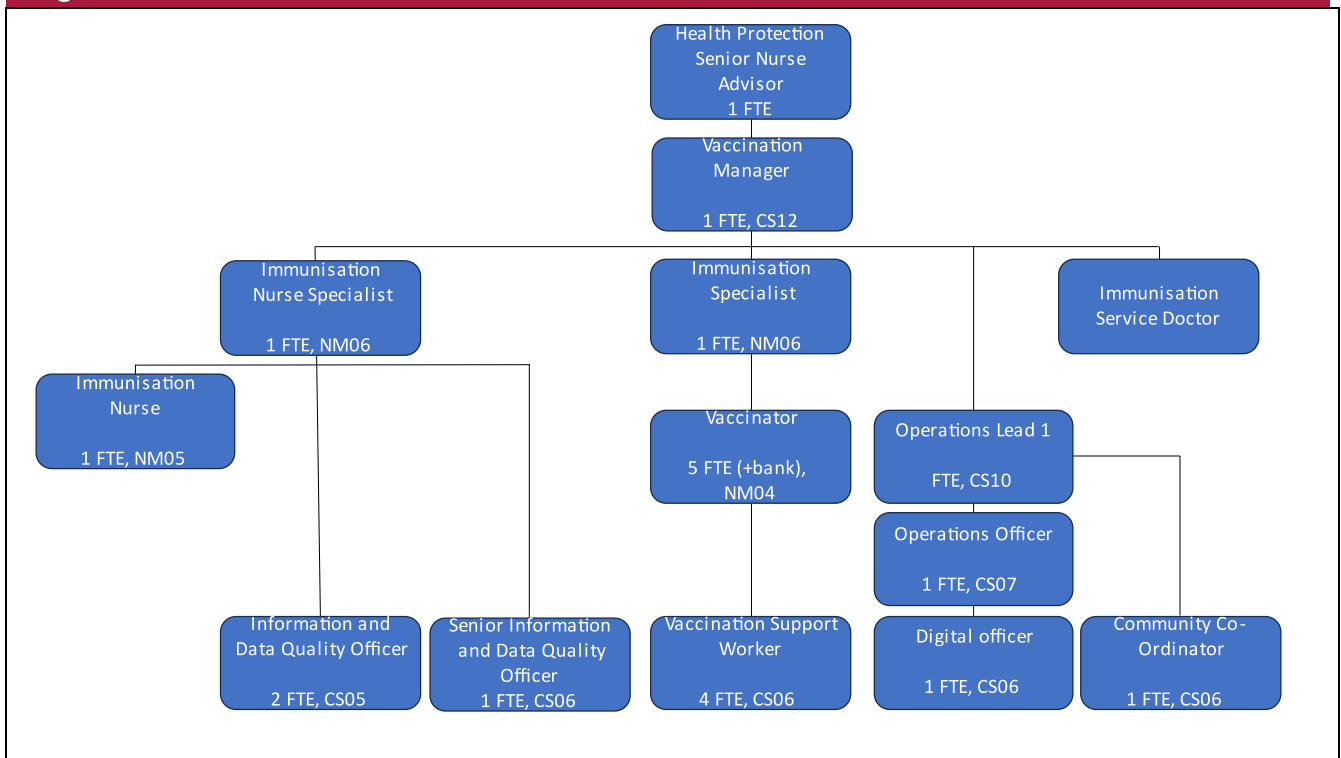 Health Protection
Senior Nurse
Advisor
1 FTE
Vaccination
Manager
1 FTE, CS12
Immunisation
Nurse Specialist
1 FTE, NM06
Immunisation
Specialist
1 FTE, NM06
Immunisation
Service Doctor
Immunisation
Nurse
1 FTE, NM05
Vaccinator
5 FTE (+bank),
NM04
Operations Lead 1
FTE, CS10
Operations Officer
1 FTE, CS07
Information and
Data Quality Officer
2 FTE, CS05
Senior Information
and Data Quality
Officer
1 FTE, CS06
Vaccination Support
Worker
4 FTE, CS06
Digital officer
1 FTE, CS06
Community Co-
Ordinator
1 FTE, CS06